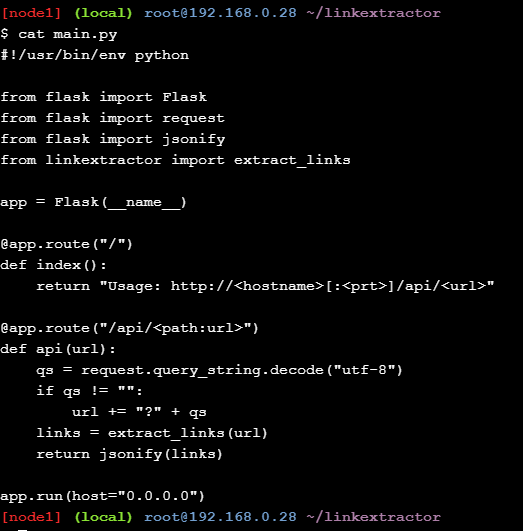 [node1] (local) root@192.168.0.28 ~/linkextractor
$ cat main.py
#!/usr/bin/env python

from flask import Flask
from flask import request
from flask import jsonify
from linkextractor import extract_links

app = Flask(__name__)

@app.route("/")
def index():
    return "Usage: http://<hostname>[:<prt>]/api/<url>"

@app.route("/api/<path:url>")
def api(url):
    qs = request.query_string.decode("utf-8")
    if qs != "":
        url += "?" + qs
    links = extract_links(url)
    return jsonify(links)

app.run(host="0.0.0.0")
[node1] (local) root@192.168.0.28 ~/linkextractor